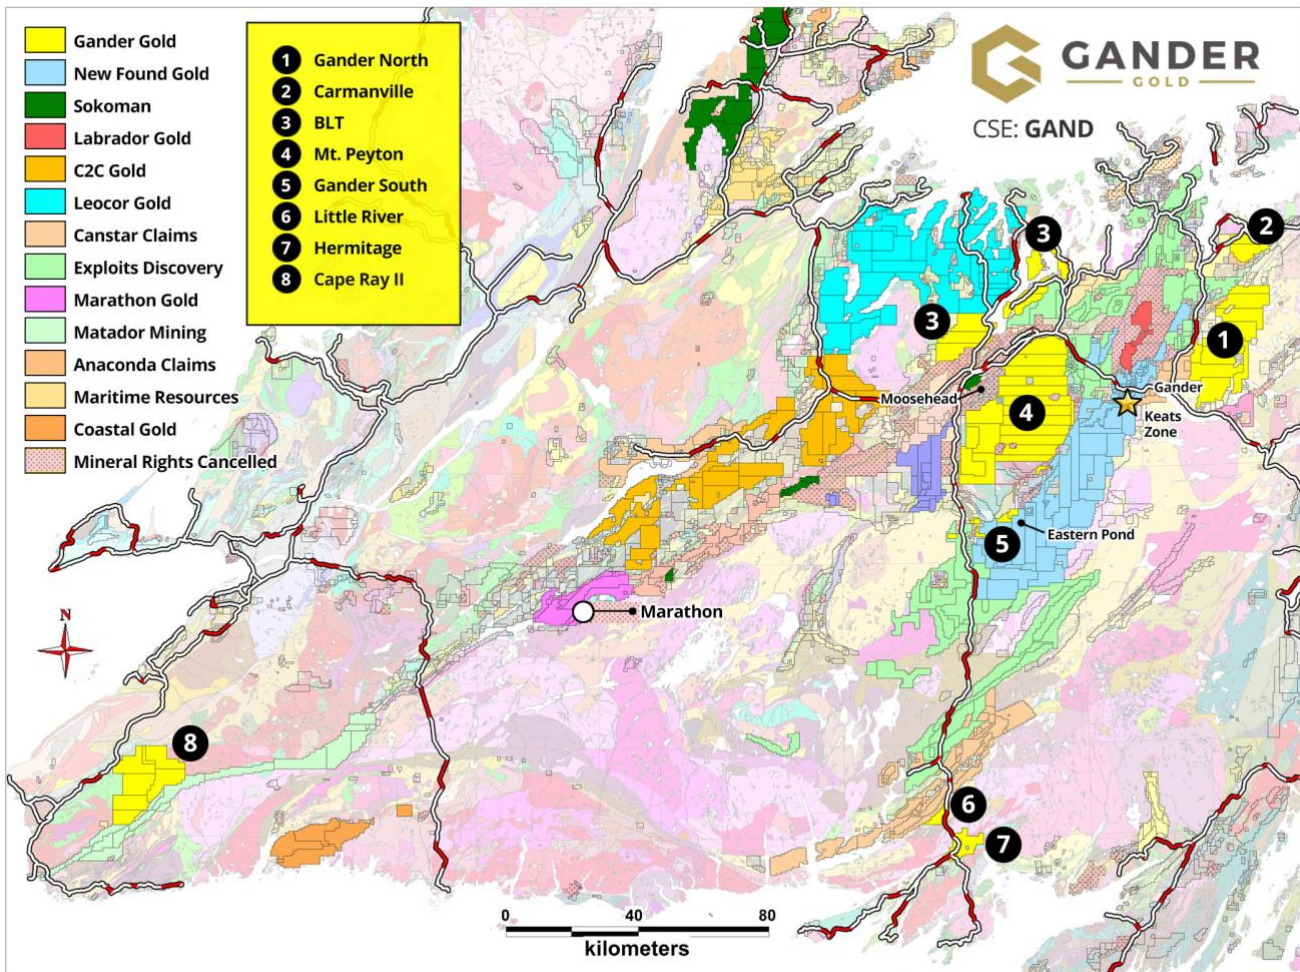 Gander Gold
New Found Gold
Sokoman
Labrador Gold
C2C Gold
Leocor Gold
Canstar Claims
Exploits Discovery
Marathon Gold
Matador Mining
Anaconda Claims
Maritime Resources
Coastal Gold
Mineral Rights Cancelled
1 Gander North
2 Carmanville
3 BLT
4 Mt. Peyton
5 Gander South
6 Little River
7 Hermitage
8 Cape Ray II
GANDER
GOLD
CSE: GAND
2
3
3
1
Gander
Moosehead
4
Keats
Zone
Eastern Pond
5
Marathon
N
8
6
7
0 40 80
kilometers